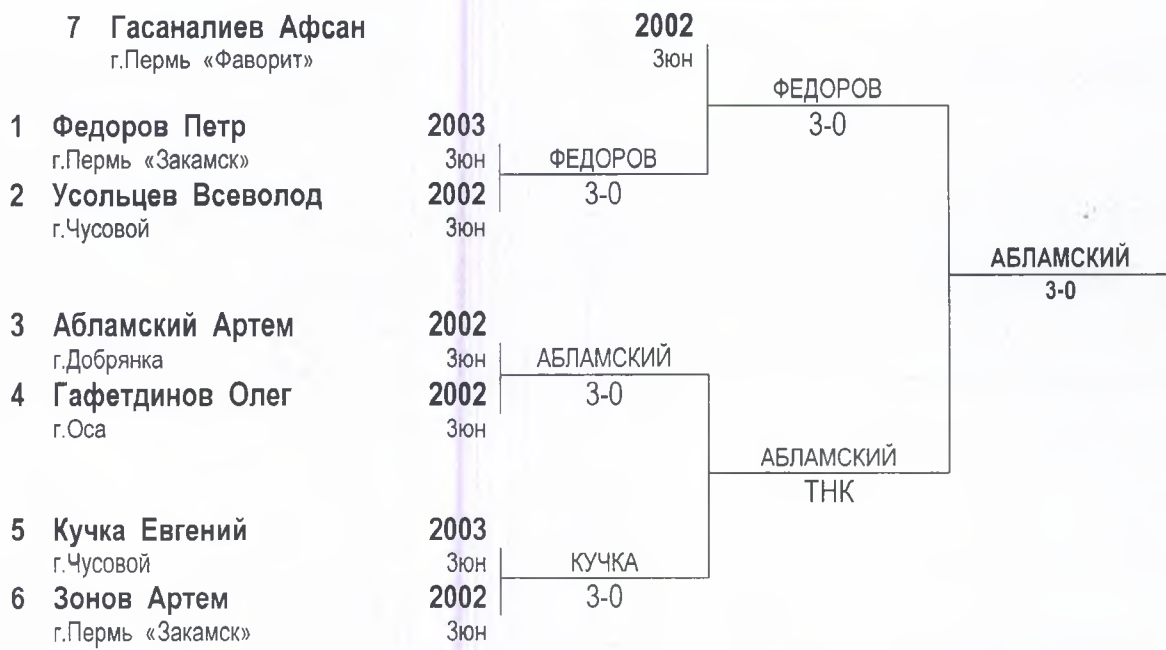 7 Гасаналиев Афсан 2002
г.Пермь «Фаворит» 3юн
ФЕДОРОВ
3-0
1 Федоров Петр 2003
г.Пермь «Закамск» 3юн
ФЕДОРОВ
3-0
2 Усольцев Всеволод 2002
г.Чусовой 3юн
АБЛАМСКИЙ
3-0
3 Абламский Артем 2002
г.Добрянка 3юн
АБЛАМСКИЙ
3-0
4 Гафетдинов Олег 2002
г.Оса 3юн
АБЛАМСКИЙ
ТНК
5 Кучка Евгений 2003
г.Чусовой 3юн
КУЧКА
3-0
6 Зонов Артем 2002
г.Пермь «Закамск» 3юн